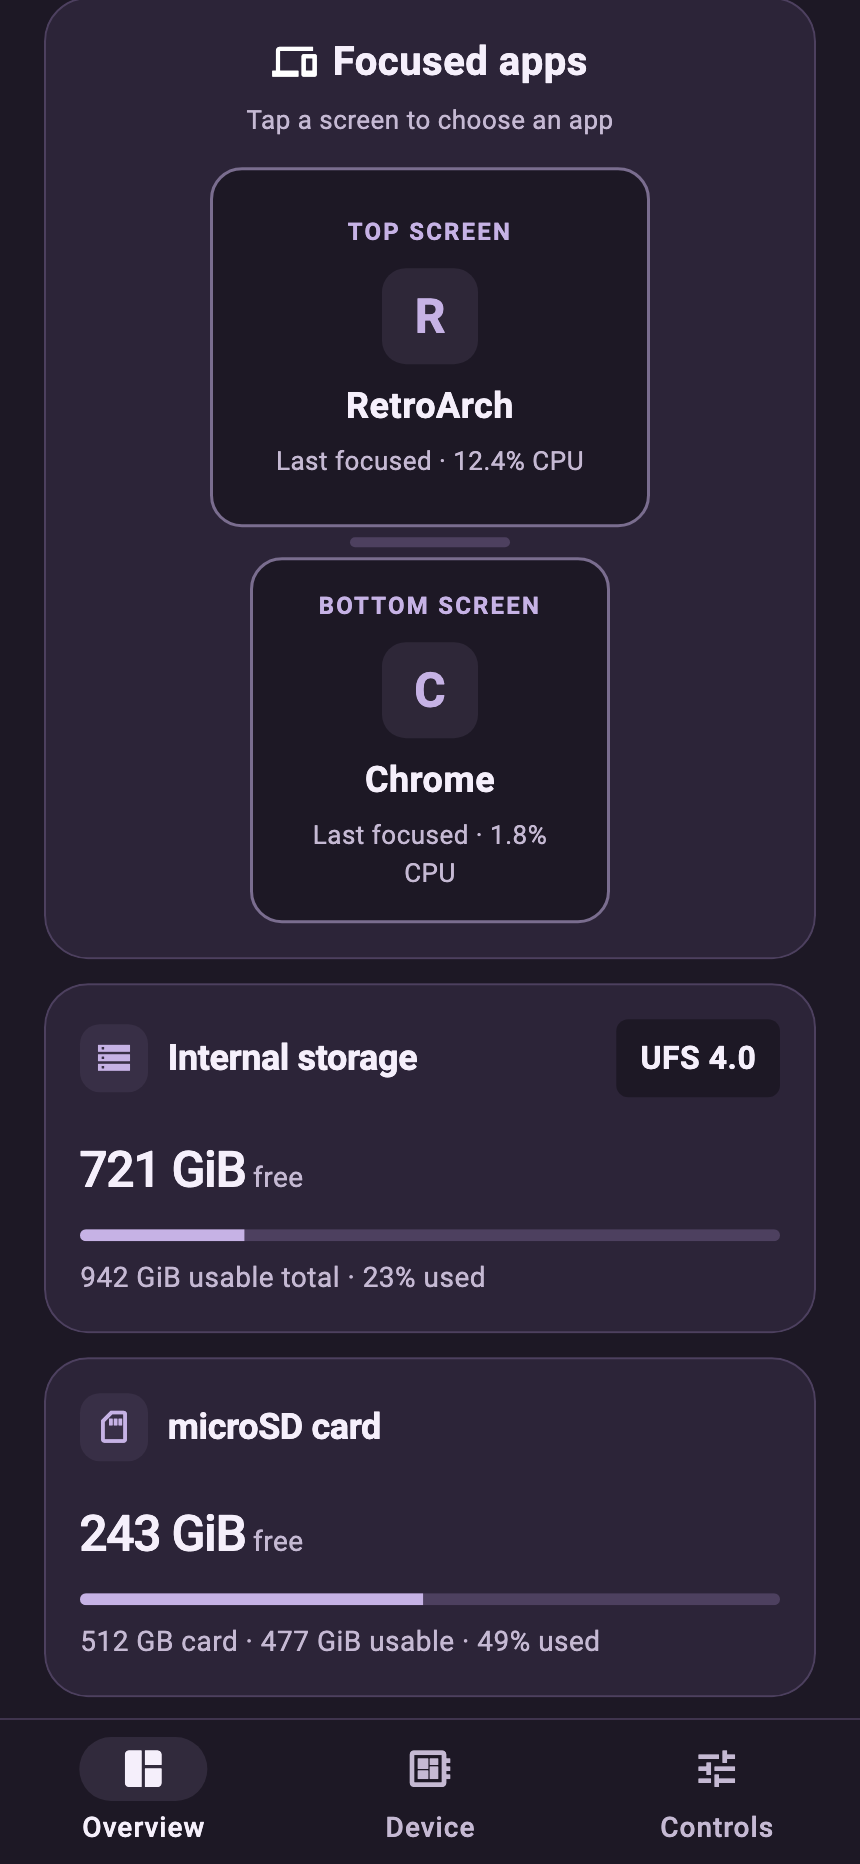 Focused apps
Tap a screen to choose an app
TOP SCREEN
R
RetroArch
Last focused · 12.4% CPU
BOTTOM SCREEN
C
Chrome
Last focused · 1.8%
CPU
Internal storage
UFS 4.0
721 GiB free
942 GiB usable total · 23% used
microSD card
243 GiB free
512 GB card · 477 GiB usable · 49% used
Overview
Device
Controls